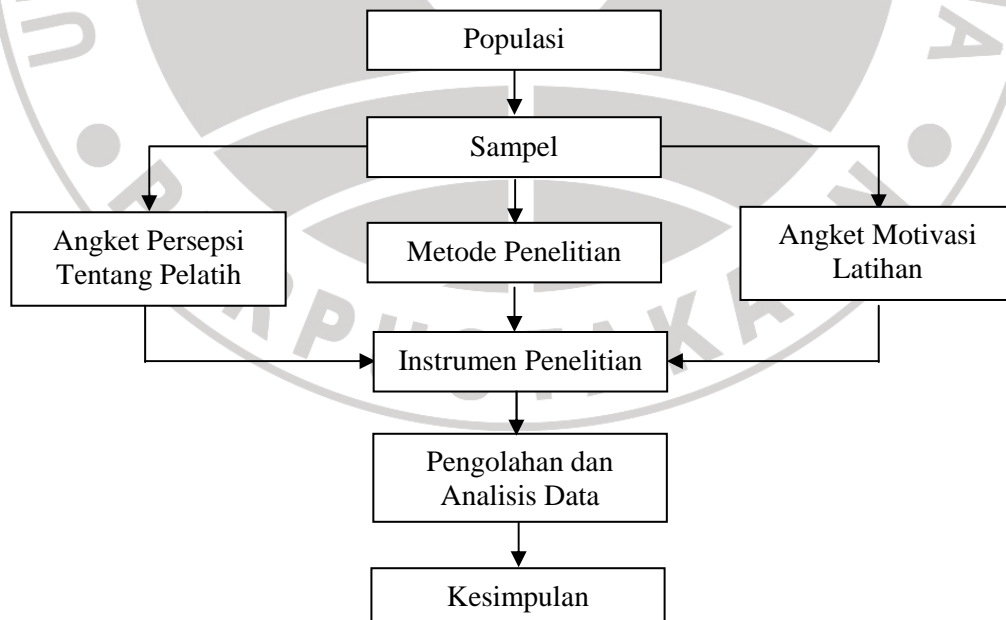 Populasi
Sampel
Angket Persepsi
Tentang Pelatih
Metode Penelitian
Angket Motivasi
Latihan
Instrumen Penelitian
Pengolahan dan
Analisis Data
Kesimpulan